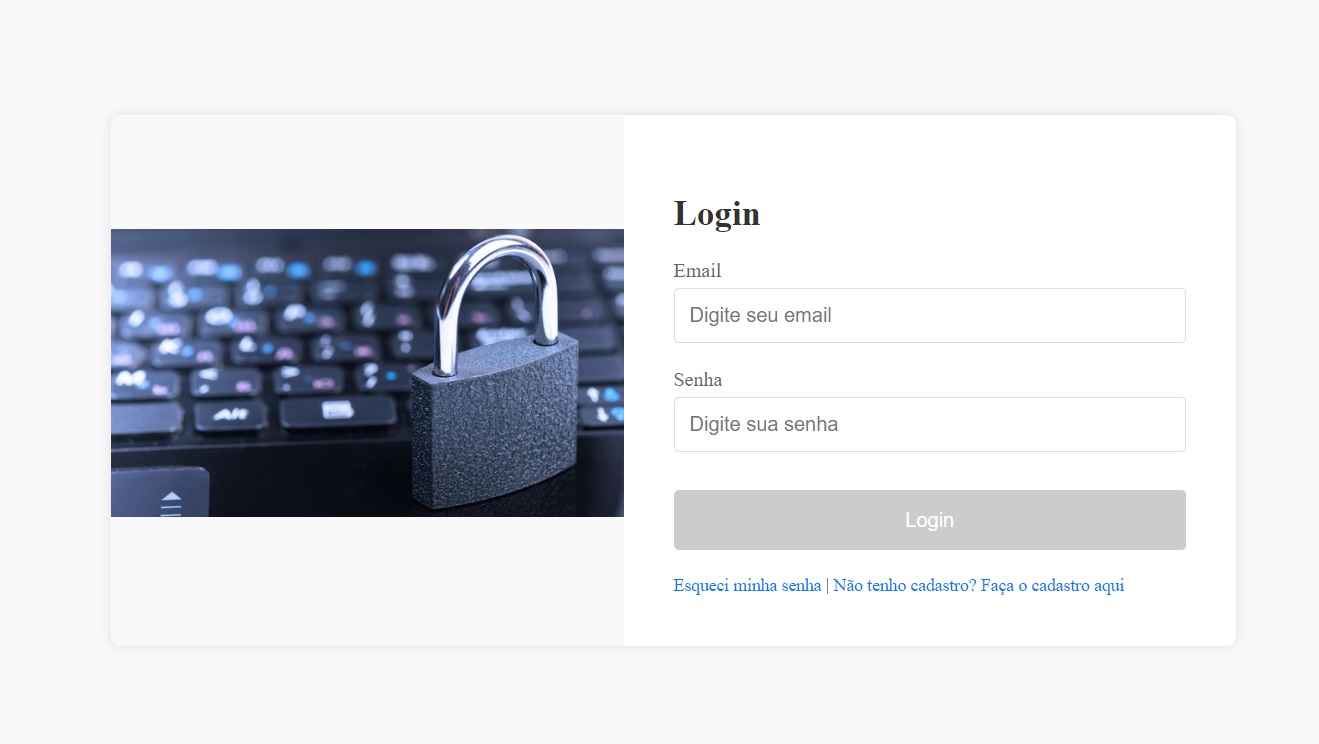 Login
Email
Digite seu email
Senha
Digite sua senha
Login
Esqueci minha senha | Não tenho cadastro? Faça o cadastro aqui
Alt